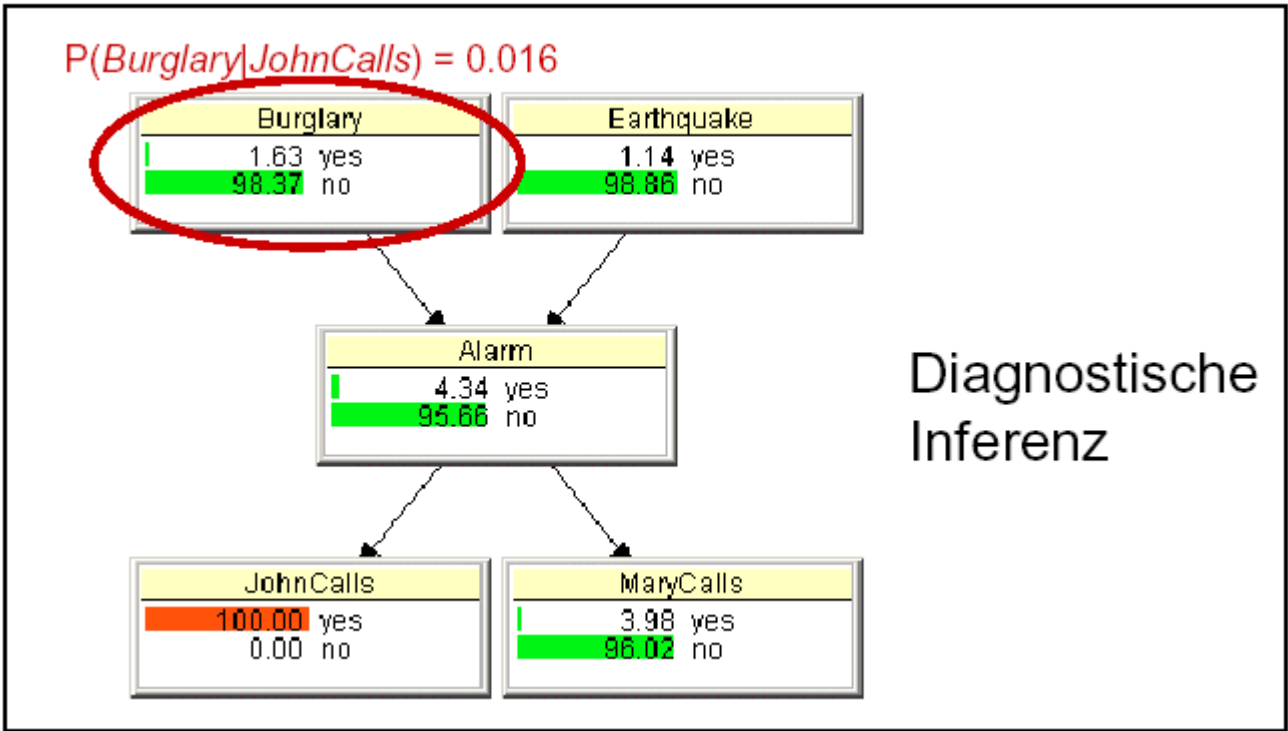 P(Burglary|JohnCalls) = 0.016
Burglary
1.63 yes
98.37 no
Earthquake
1.14 yes
98.86 no
Alarm
4.34 yes
95.66 no
Diagnostische
Inferenz
JohnCalls
100.00 yes
0.00 no
MaryCalls
3.98 yes
96.02 no